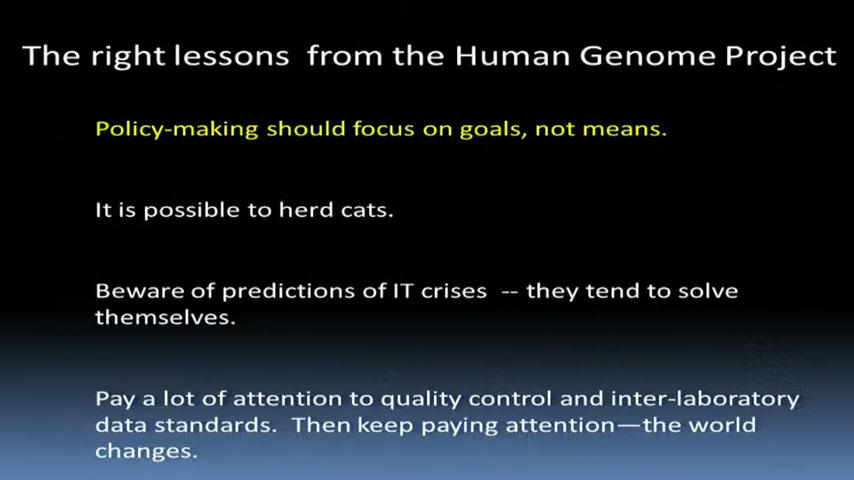 The right lessons from the Human Genome Project
Policy-making should focus on goals, not means.
It is possible to herd cats.
Beware of predictions of IT crises -- they tend to solve
themselves.
Pay a lot of attention to quality control and inter-laboratory
data standards. Then keep paying attention—the world
changes.